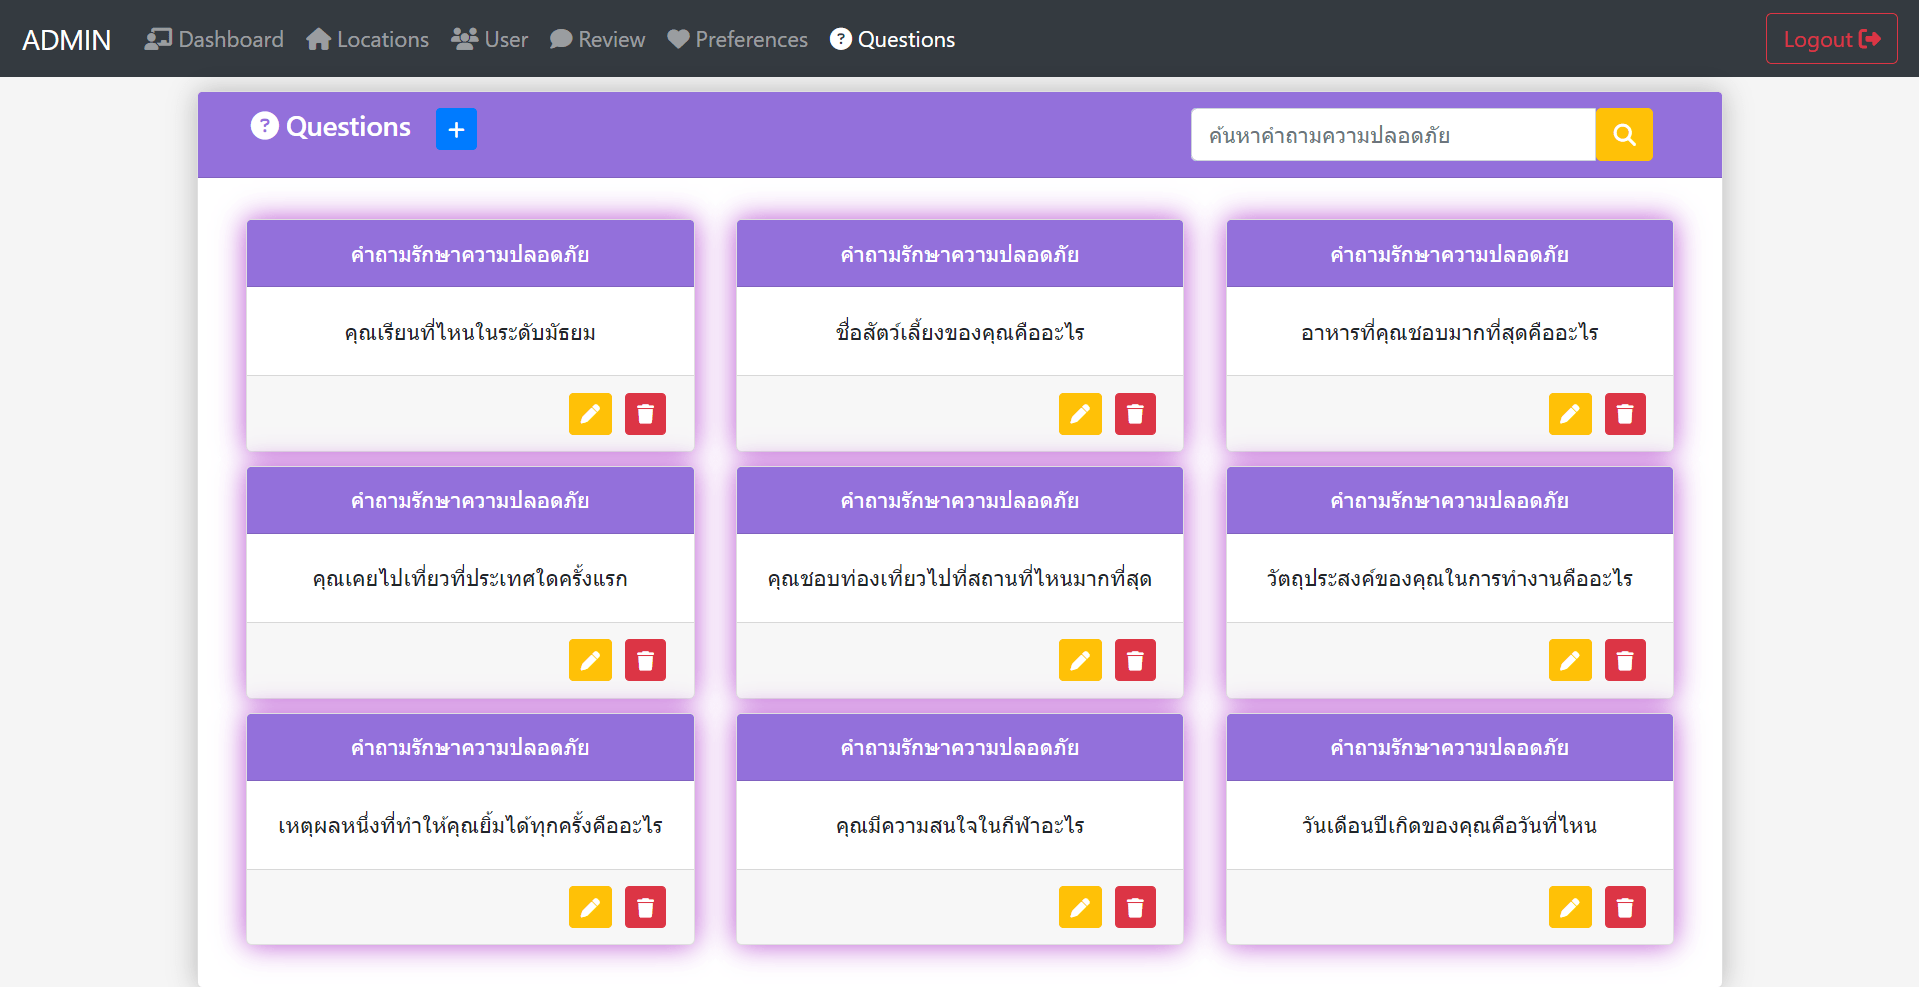 ADMIN Dashboard Locations User Review Preferences Questions Logout
Questions ค้นหาคำถามความปลอดภัย
คำถามรักษาความปลอดภัย
คุณเรียนที่ไหนในระดับมัธยม
คำถามรักษาความปลอดภัย
ชื่อสัตว์เลี้ยงของคุณคืออะไร
คำถามรักษาความปลอดภัย
อาหารที่คุณชอบมากที่สุดคืออะไร
คำถามรักษาความปลอดภัย
คุณเคยไปเที่ยวที่ประเทศใดครั้งแรก
คำถามรักษาความปลอดภัย
คุณชอบท่องเที่ยวไปที่สถานที่ไหนมากที่สุด
คำถามรักษาความปลอดภัย
วัตถุประสงค์ของคุณในการทำงานคืออะไร
คำถามรักษาความปลอดภัย
เหตุผลหนึ่งที่ทำให้คุณยิ้มได้ทุกครั้งคืออะไร
คำถามรักษาความปลอดภัย
คุณมีความสนใจในกีฬาอะไร
คำถามรักษาความปลอดภัย
วันเดือนปีเกิดของคุณคือวันที่ไหน